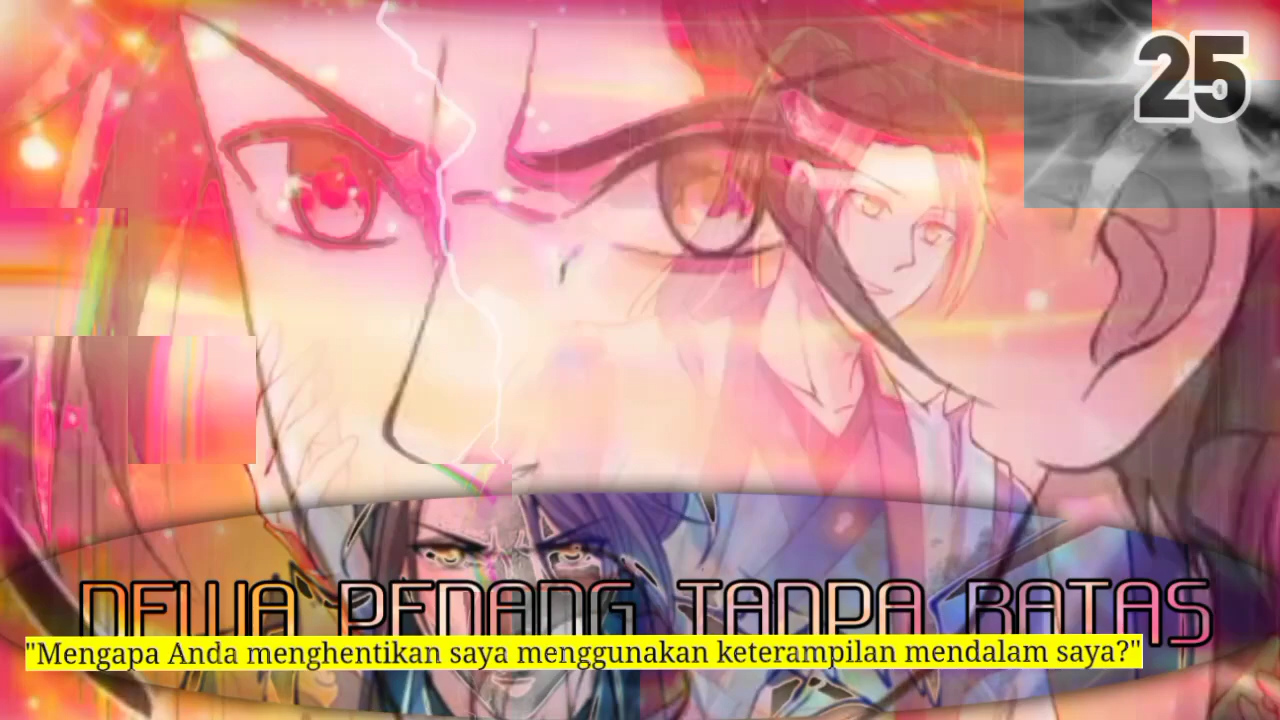 25
DEWA PEDANG TANPA BATAS
"Mengapa Anda menghentikan saya menggunakan keterampilan mendalam saya?"